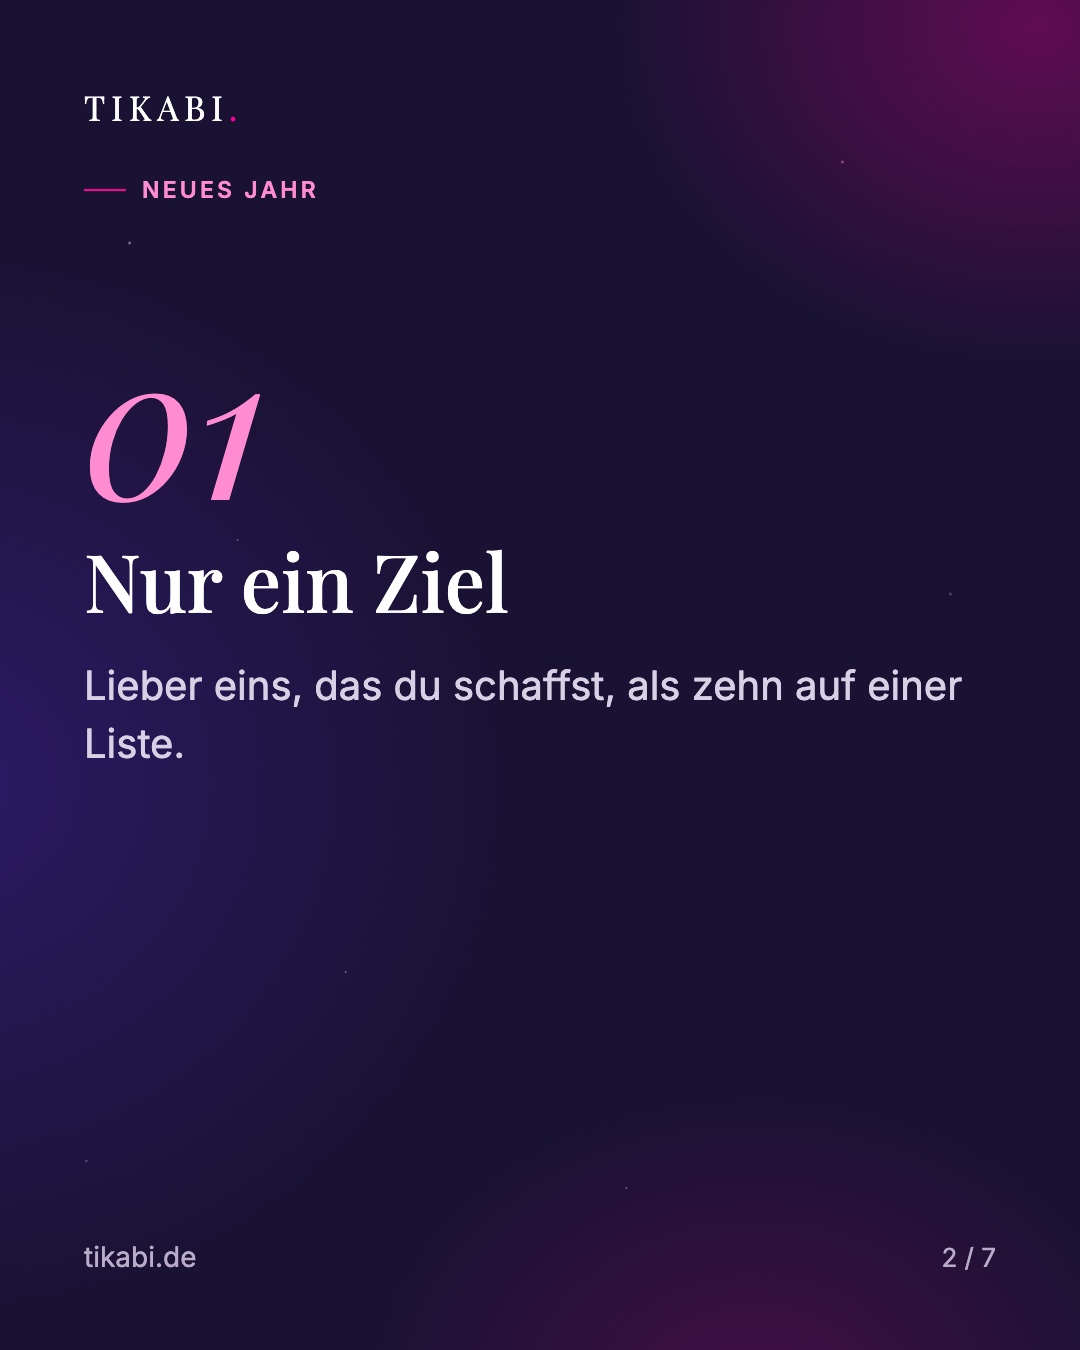 TIKABI.
NEUES JAHR
01
Nur ein Ziel
Lieber eins, das du schaffst, als zehn auf einer
Liste.
tikabi.de
2 / 7